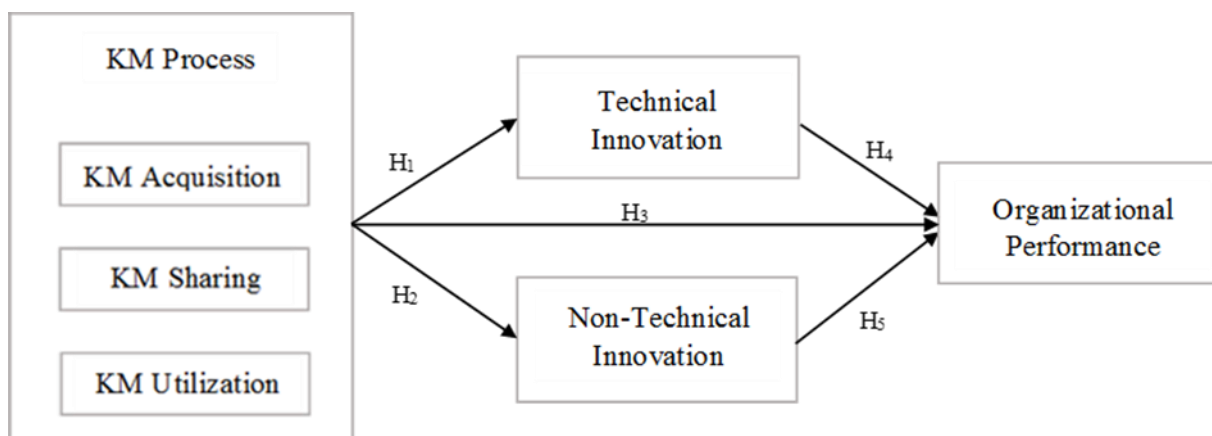 KM Process
KM Acquisition
KM Sharing
KM Utilization
H₁
H₂
Technical
Innovation
H₃
Non-Technical
Innovation
H₄
H₅
Organizational
Performance